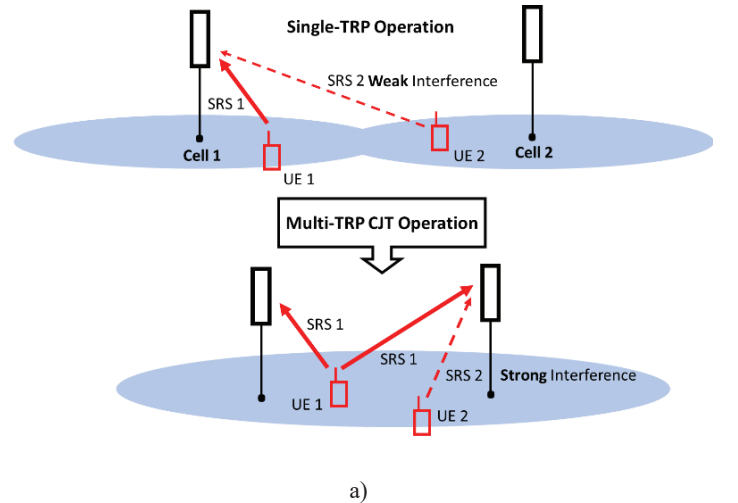 Single-TRP Operation
SRS 2 Weak Interference
SRS 1
Cell 1
UE 1
UE 2
Cell 2
Multi-TRP CJT Operation
SRS 1
SRS 1
SRS 2
Strong Interference
UE 1
UE 2
a)